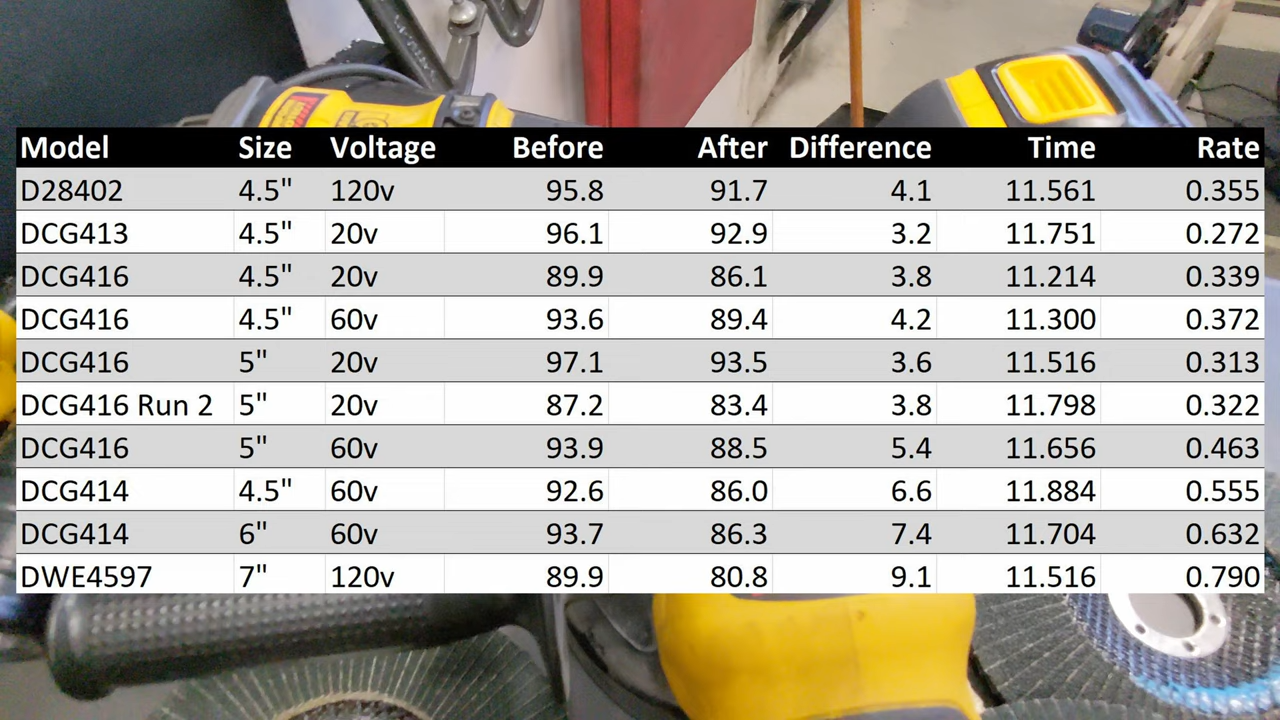 Model Size Voltage Before After Difference Time Rate
D28402 4.5" 120v 95.8 91.7 4.1 11.561 0.355
DCG413 4.5" 20v 96.1 92.9 3.2 11.751 0.272
DCG416 4.5" 20v 89.9 86.1 3.8 11.214 0.339
DCG416 4.5" 60v 93.6 89.4 4.2 11.300 0.372
DCG416 5" 20v 97.1 93.5 3.6 11.516 0.313
DCG416 Run 2 5" 20v 87.2 83.4 3.8 11.798 0.322
DCG416 5" 60v 93.9 88.5 5.4 11.656 0.463
DCG414 4.5" 60v 92.6 86.0 6.6 11.884 0.555
DCG414 6" 60v 93.7 86.3 7.4 11.704 0.632
DWE4597 7" 120v 89.9 80.8 9.1 11.516 0.790